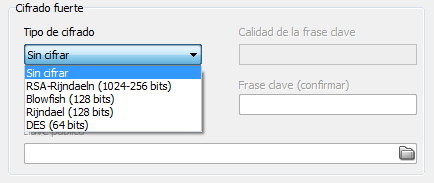 Cifrado fuerte
Tipo de cifrado
Calidad de la frase clave
Sin cifrar
Sin cifrar
RSA-Rijndaeln (1024-256 bits)
Blowfish (128 bits)
Rijndael (128 bits)
DES (64 bits)
Frase clave (confirmar)